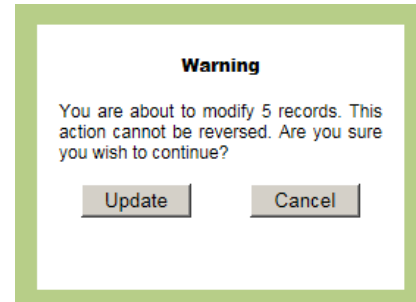 Warning
You are about to modify 5 records. This
action cannot be reversed. Are you sure
you wish to continue?
Update Cancel